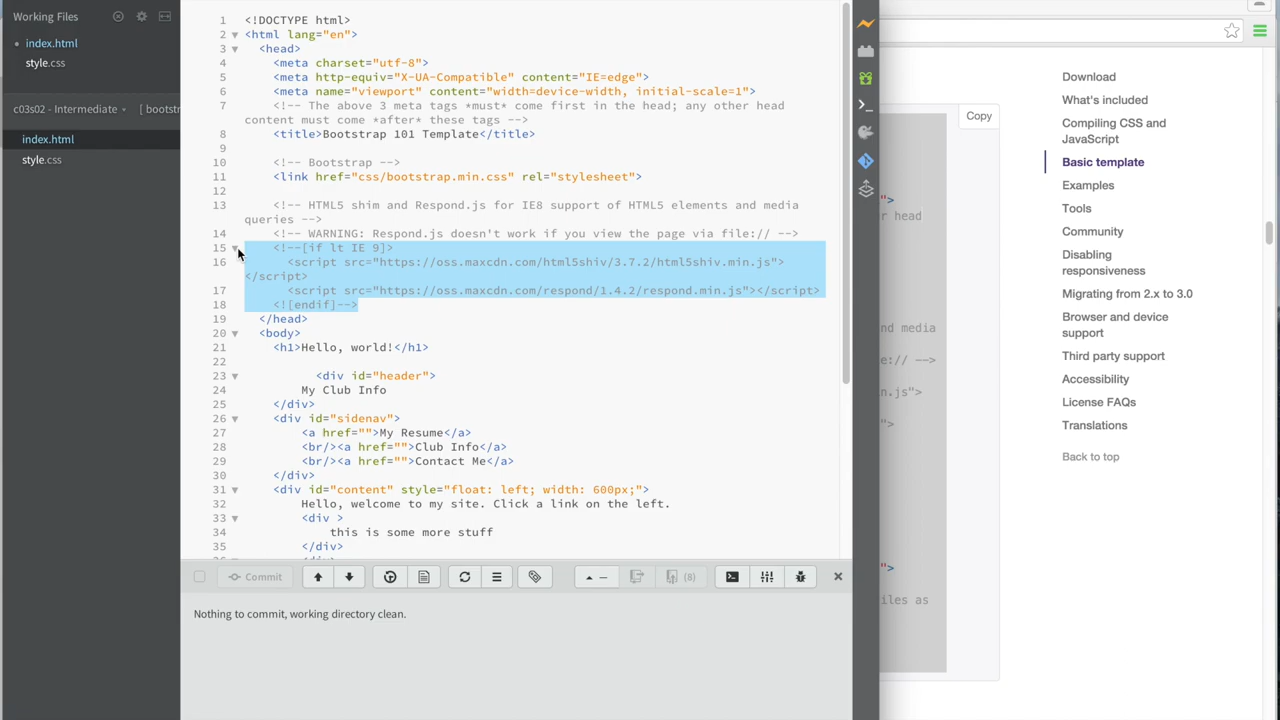 Working Files
index.html
style.css
c03s02 - Intermediate
[ bootstr
index.html
style.css
1 <!DOCTYPE html>
2 <html lang="en">
3 <head>
4 <meta charset="utf-8">
5 <meta http-equiv="X-UA-Compatible" content="IE=edge">
6 <meta name="viewport" content="width=device-width, initial-scale=1">
7 <!-- The above 3 meta tags *must* come first in the head; any other head
content must come *after* these tags -->
8 <title>Bootstrap 101 Template</title>
9
10 <!-- Bootstrap -->
11 <link href="css/bootstrap.min.css" rel="stylesheet">
12
13 <!-- HTML5 shim and Respond.js for IE8 support of HTML5 elements and media
queries -->
14 <!-- WARNING: Respond.js doesn't work if you view the page via file:// -->
15 <!--[if lt IE 9]>
16 <script src="https://oss.maxcdn.com/html5shiv/3.7.2/html5shiv.min.js">
</script>
17 <script src="https://oss.maxcdn.com/respond/1.4.2/respond.min.js"></script>
18 <![endif]-->
19 </head>
20 <body>
21 <h1>Hello, world!</h1>
22
23 <div id="header">
24 My Club Info
25 </div>
26 <div id="sidenav">
27 <a href="">My Resume</a>
28 <br/><a href="">Club Info</a>
29 <br/><a href="">Contact Me</a>
30 </div>
31 <div id="content" style="float: left; width: 600px;">
32 Hello, welcome to my site. Click a link on the left.
33 <div >
34 this is some more stuff
35 </div>
Commit
(8)
Nothing to commit, working directory clean.
Copy
">
r head
nd media
e:// -->
n.js">
">
">
iles as
Download
What's included
Compiling CSS and
JavaScript
Basic template
Examples
Tools
Community
Disabling
responsiveness
Migrating from 2.x to 3.0
Browser and device
support
Third party support
Accessibility
License FAQs
Translations
Back to top